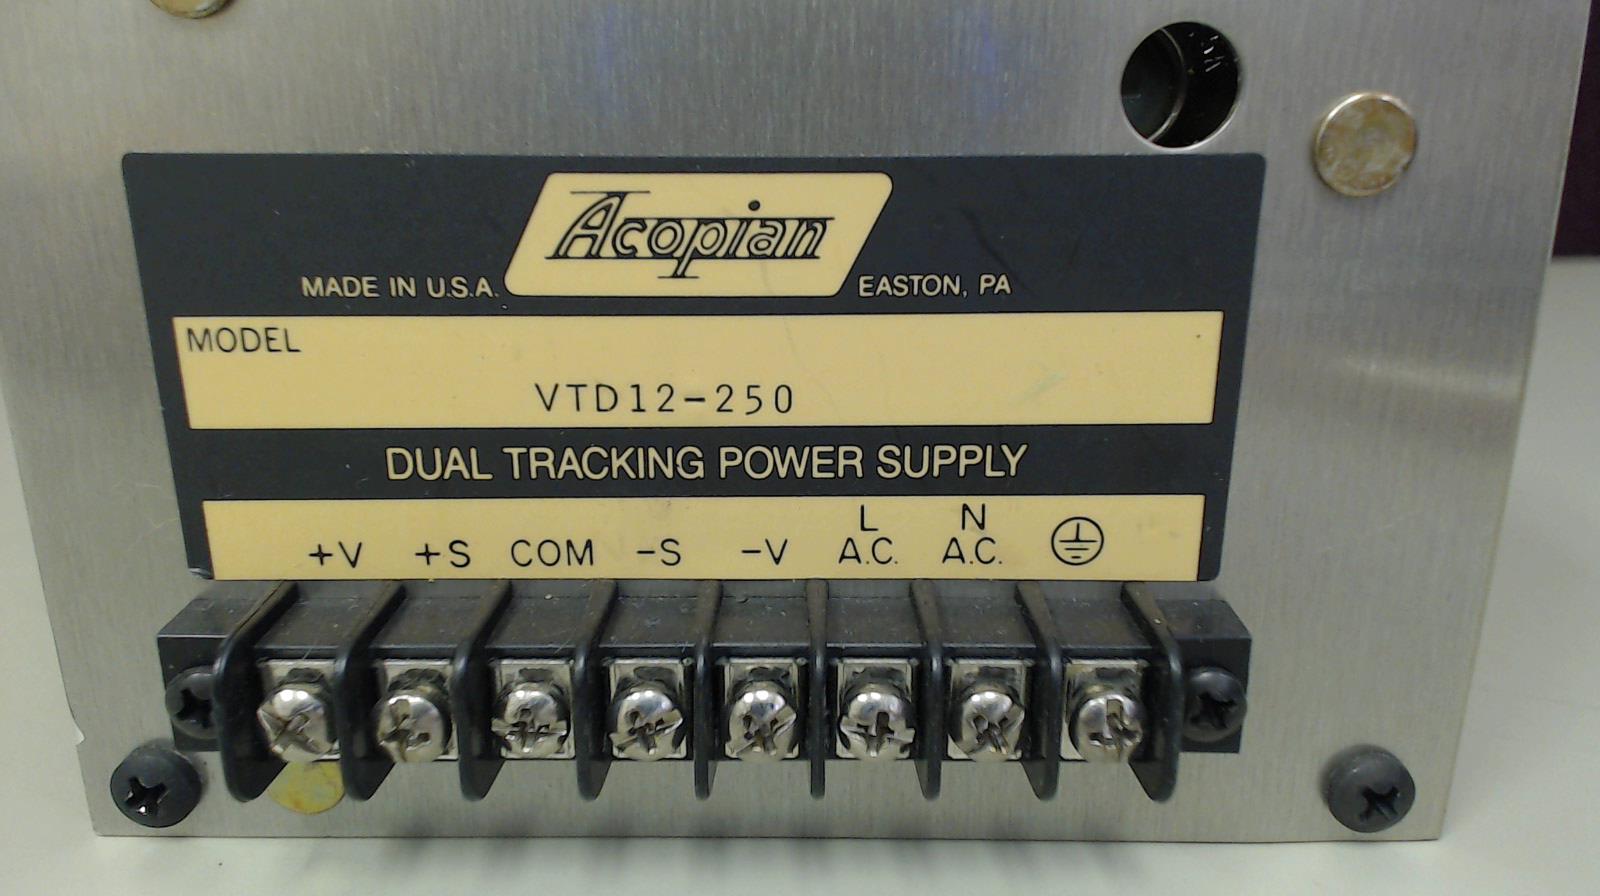 Acopian
MADE IN U.S.A. EASTON, PA
MODEL
VTD12-250
DUAL TRACKING POWER SUPPLY
L N
+V +S COM -S -V A.C. A.C.